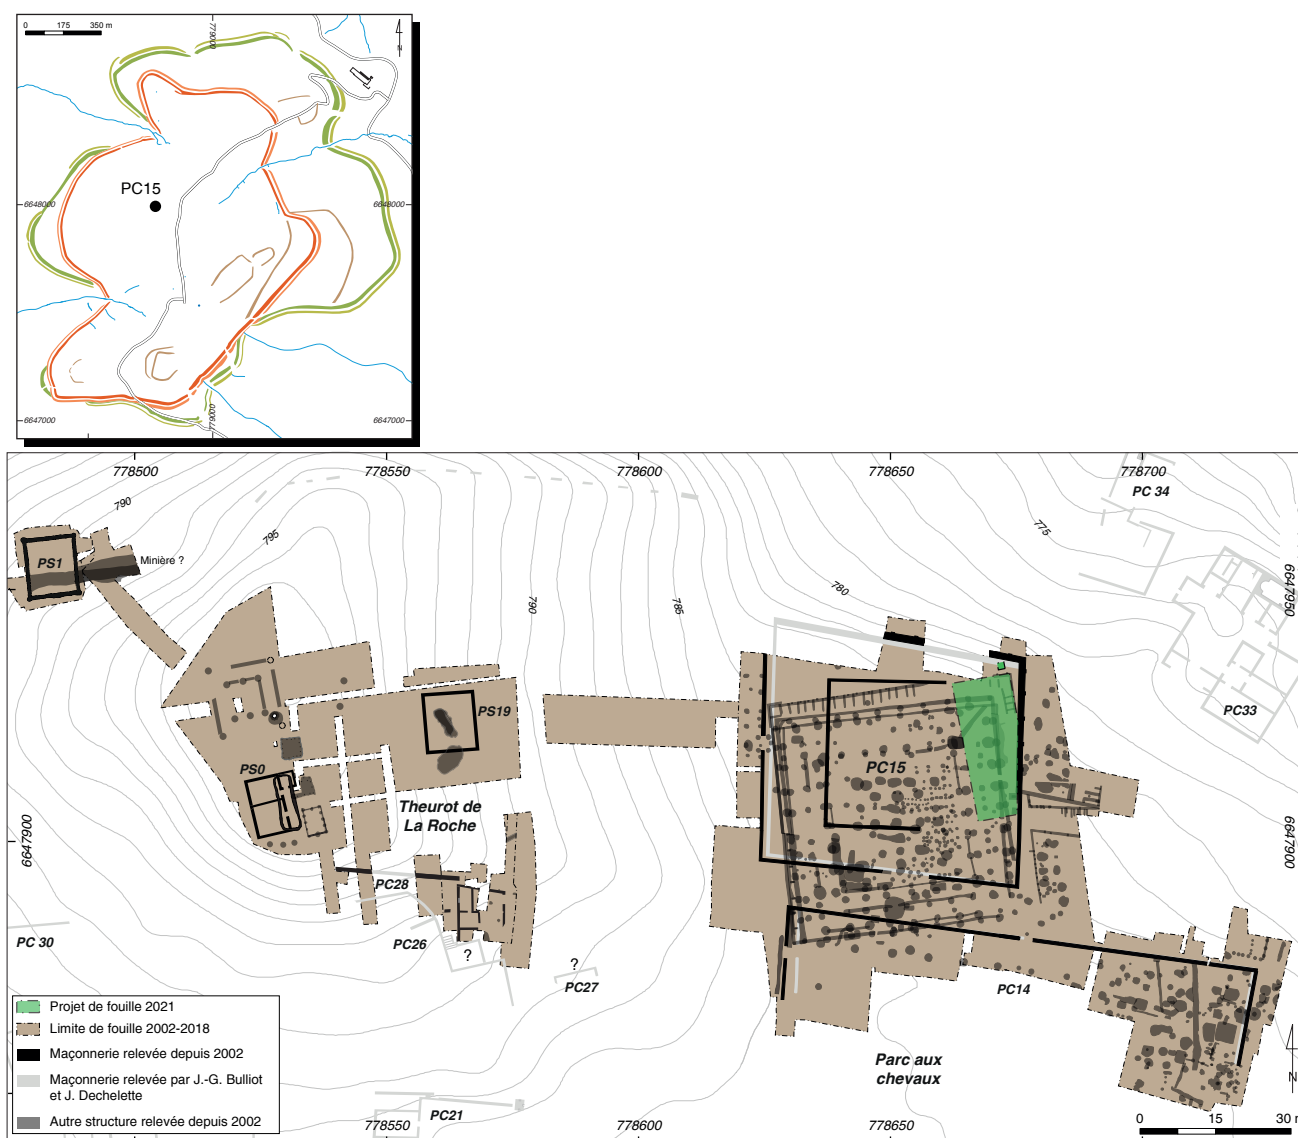 0 175 350 m
779000
N
PC15
6648000
6648000
6647000
6647000
779000
778500
778550
778600
778650
778700
790
795
790
785
780
775
PC 34
6647950
PS1
Minière ?
PS19
PC33
PS0
PC15
Theurot de
La Roche
6647900
6647900
PC28
PC 30
PC26
?
?
PC27
PC14
Projet de fouille 2021
Limite de fouille 2002-2018
Maçonnerie relevée depuis 2002
Maçonnerie relevée par J.-G. Bulliot
et J. Dechelette
Autre structure relevée depuis 2002
Parc aux
chevaux
N
PC21
778550
778600
778650
0 15 30 m